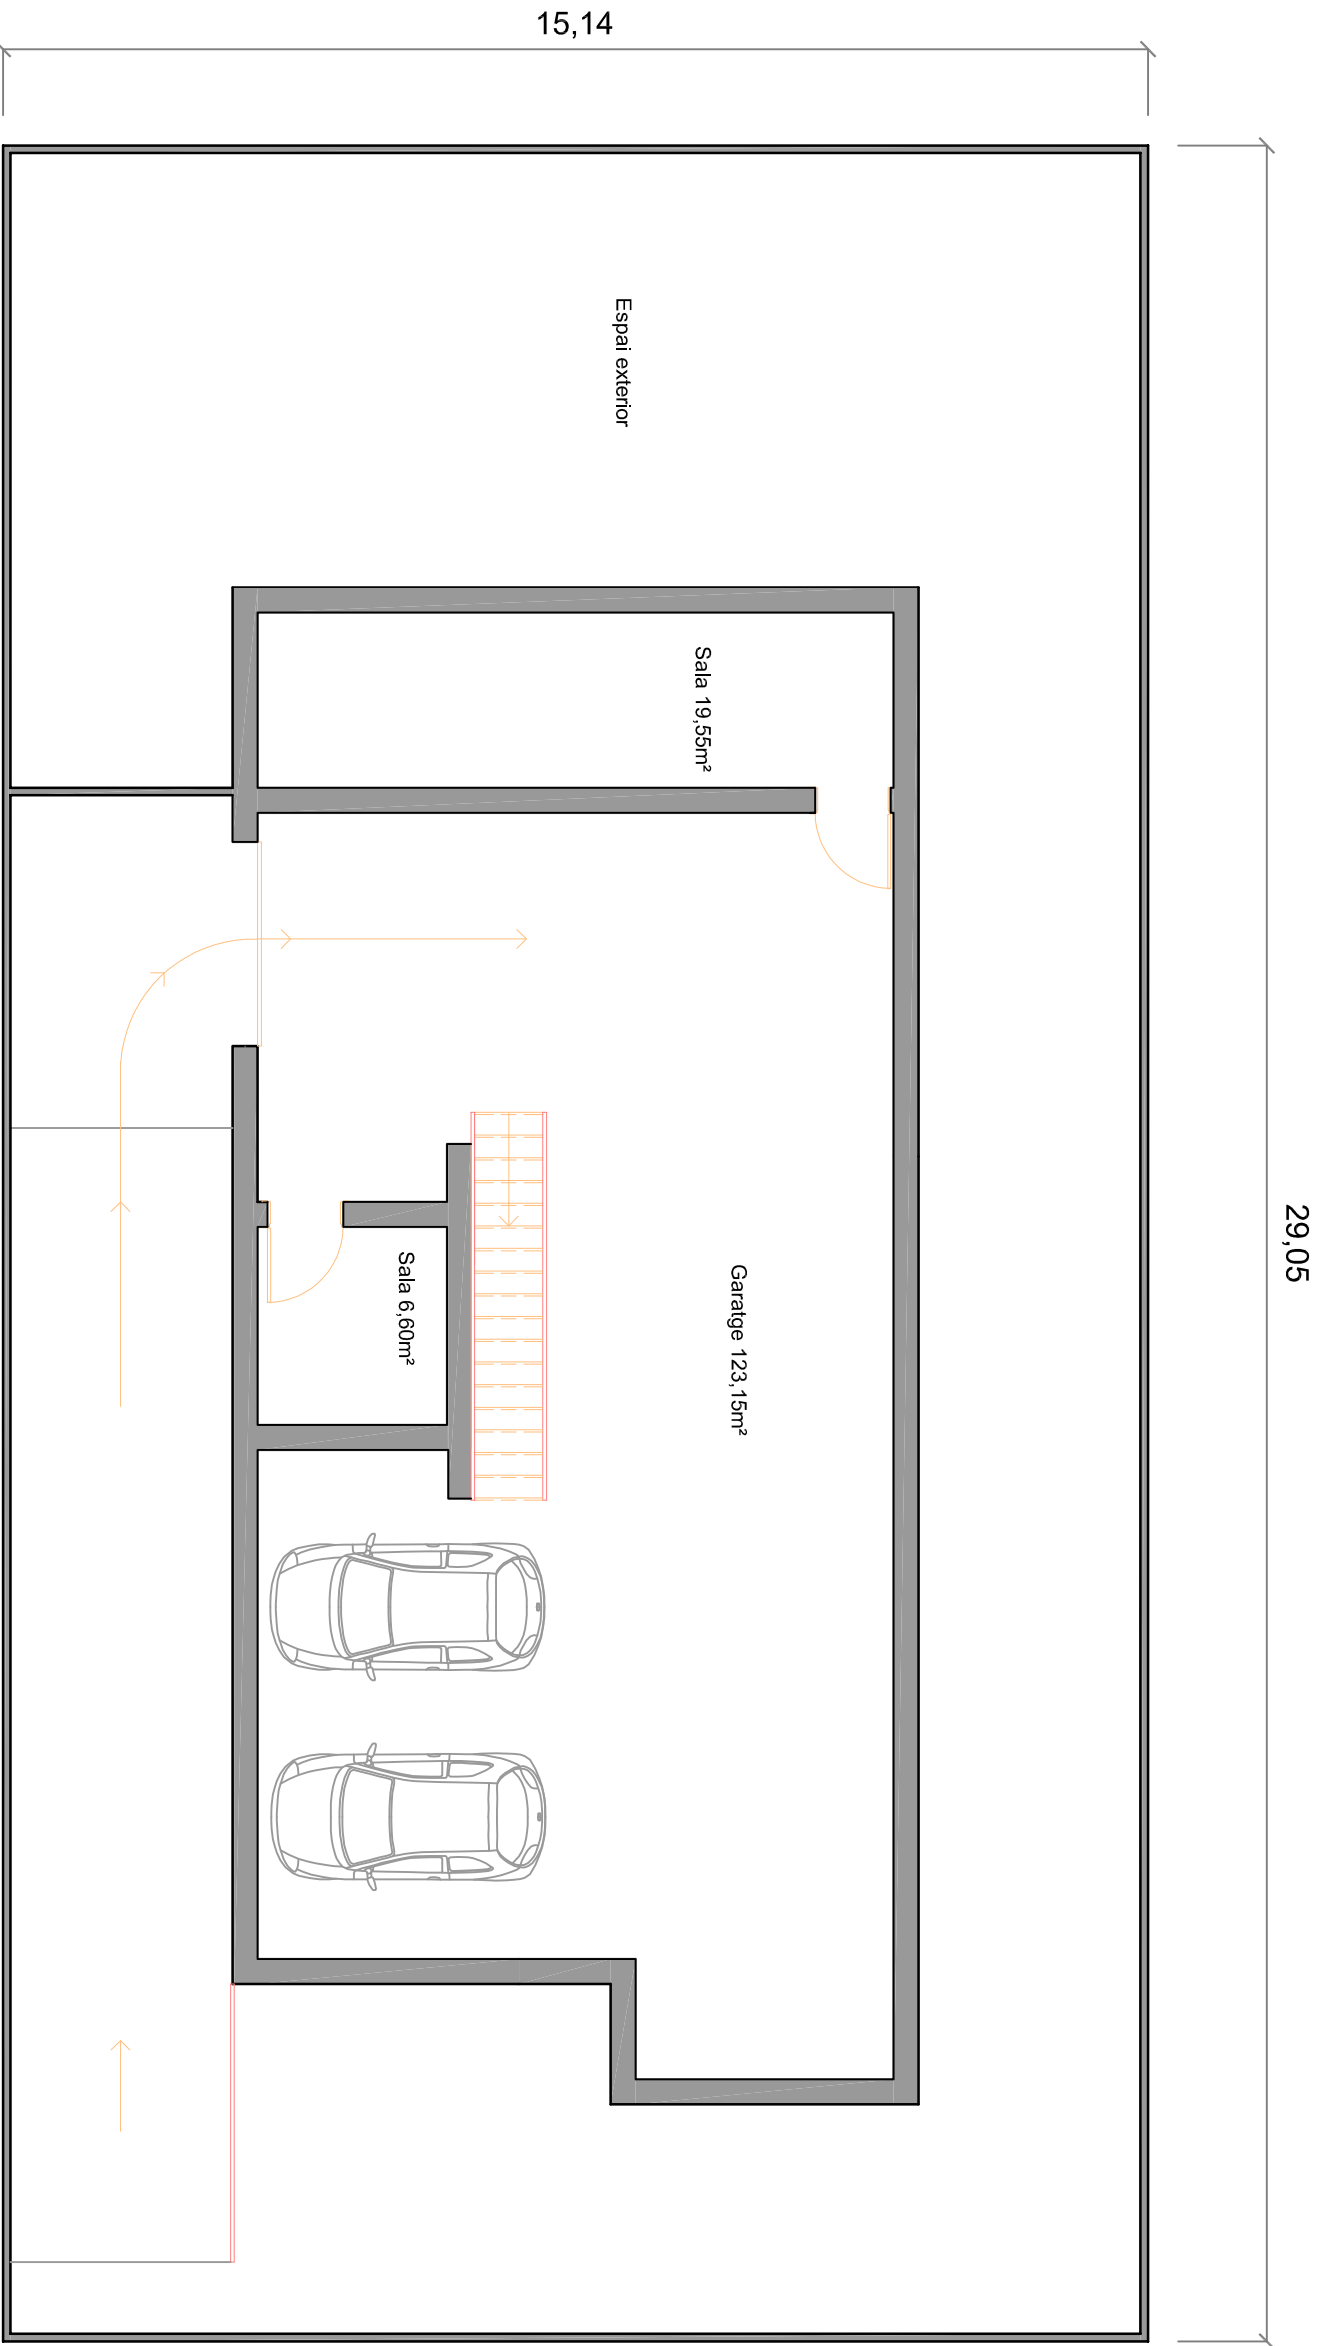 15,14
Espai exterior
Sala 19,55m²
29,05
Sala 6,60m²
Garatge 123,15m²